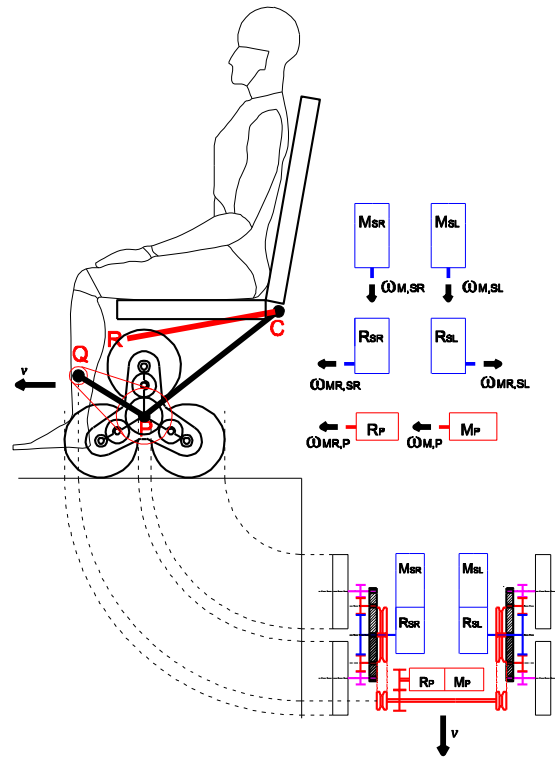 MSR MSL
ωM,SR ωM,SL
C
R
RSR RSL
Q
v
ωMR,SR ωMR,SL
P
RP MP
ωMR,P ωM,P
MSR MSL
RSR RSL
RP MP
v